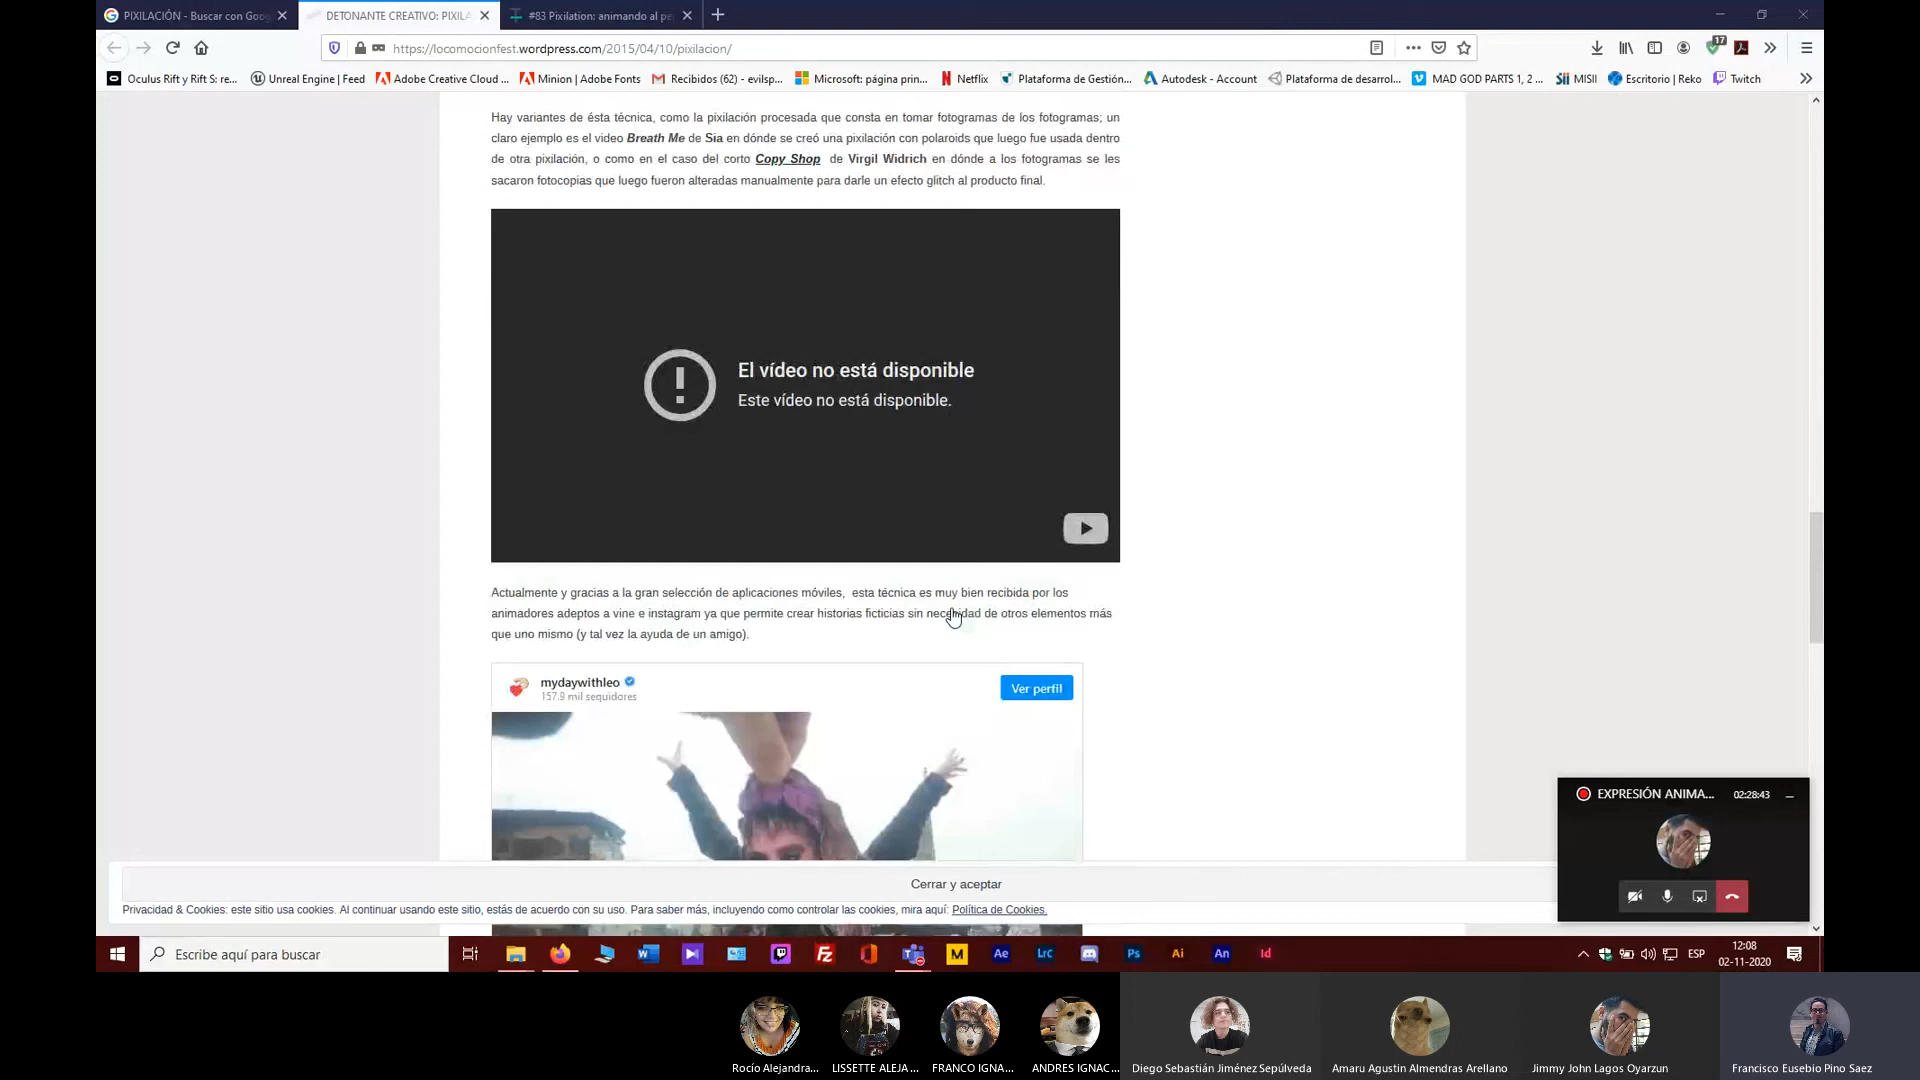 PIXILACIÓN - Buscar con Goog
DETONANTE CREATIVO: PIXILA
#83 Pixilation: animando al pe
https://locomocionfest.wordpress.com/2015/04/10/pixilacion/
17
Oculus Rift y Rift S: re...
Unreal Engine | Feed
Adobe Creative Cloud ...
Minion | Adobe Fonts
Recibidos (62) - evilsp...
Microsoft: página prin...
Netflix
Plataforma de Gestión...
Autodesk - Account
Plataforma de desarrol...
MAD GOD PARTS 1, 2 ...
MISII
Escritorio | Reko
Twitch
Hay variantes de ésta técnica, como la pixilación procesada que consta en tomar fotogramas de los fotogramas; un
claro ejemplo es el video Breath Me de Sia en dónde se creó una pixilación con polaroids que luego fue usada dentro
de otra pixilación, o como en el caso del corto Copy Shop de Virgil Widrich en dónde a los fotogramas se les
sacaron fotocopias que luego fueron alteradas manualmente para darle un efecto glitch al producto final.
El vídeo no está disponible
Este vídeo no está disponible.
Actualmente y gracias a la gran selección de aplicaciones móviles, esta técnica es muy bien recibida por los
animadores adeptos a vine e instagram ya que permite crear historias ficticias sin necesidad de otros elementos más
que uno mismo (y tal vez la ayuda de un amigo).
mydaywithleo
157.9 mil seguidores
Ver perfil
EXPRESIÓN ANIMA...
02:28:43
Cerrar y aceptar
Privacidad & Cookies: este sitio usa cookies. Al continuar usando este sitio, estás de acuerdo con su uso. Para saber más, incluyendo como controlar las cookies, mira aquí: Política de Cookies.
Escribe aquí para buscar
M
Ae
LrC
Ps
Ai
An
Id
ESP
12:08
02-11-2020
Rocío Alejandra...
LISSETTE ALEJA...
FRANCO IGNA...
ANDRES IGNAC...
Diego Sebastián Jiménez Sepúlveda
Amaru Agustin Almendras Arellano
Jimmy John Lagos Oyarzun
Francisco Eusebio Pino Saez